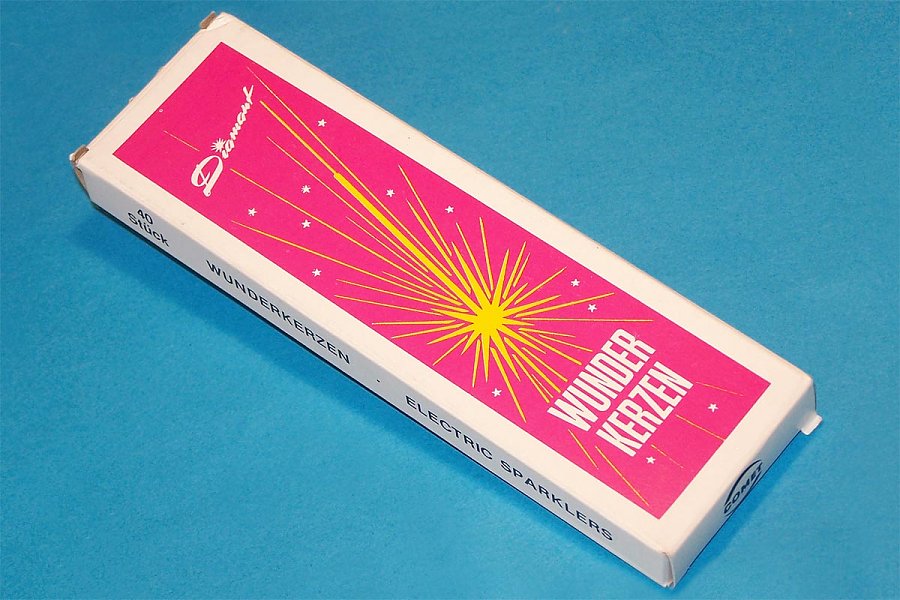 Diamant
WUNDER
KERZEN
40
Stück
WUNDERKERZEN · ELECTRIC SPARKLERS
COMET